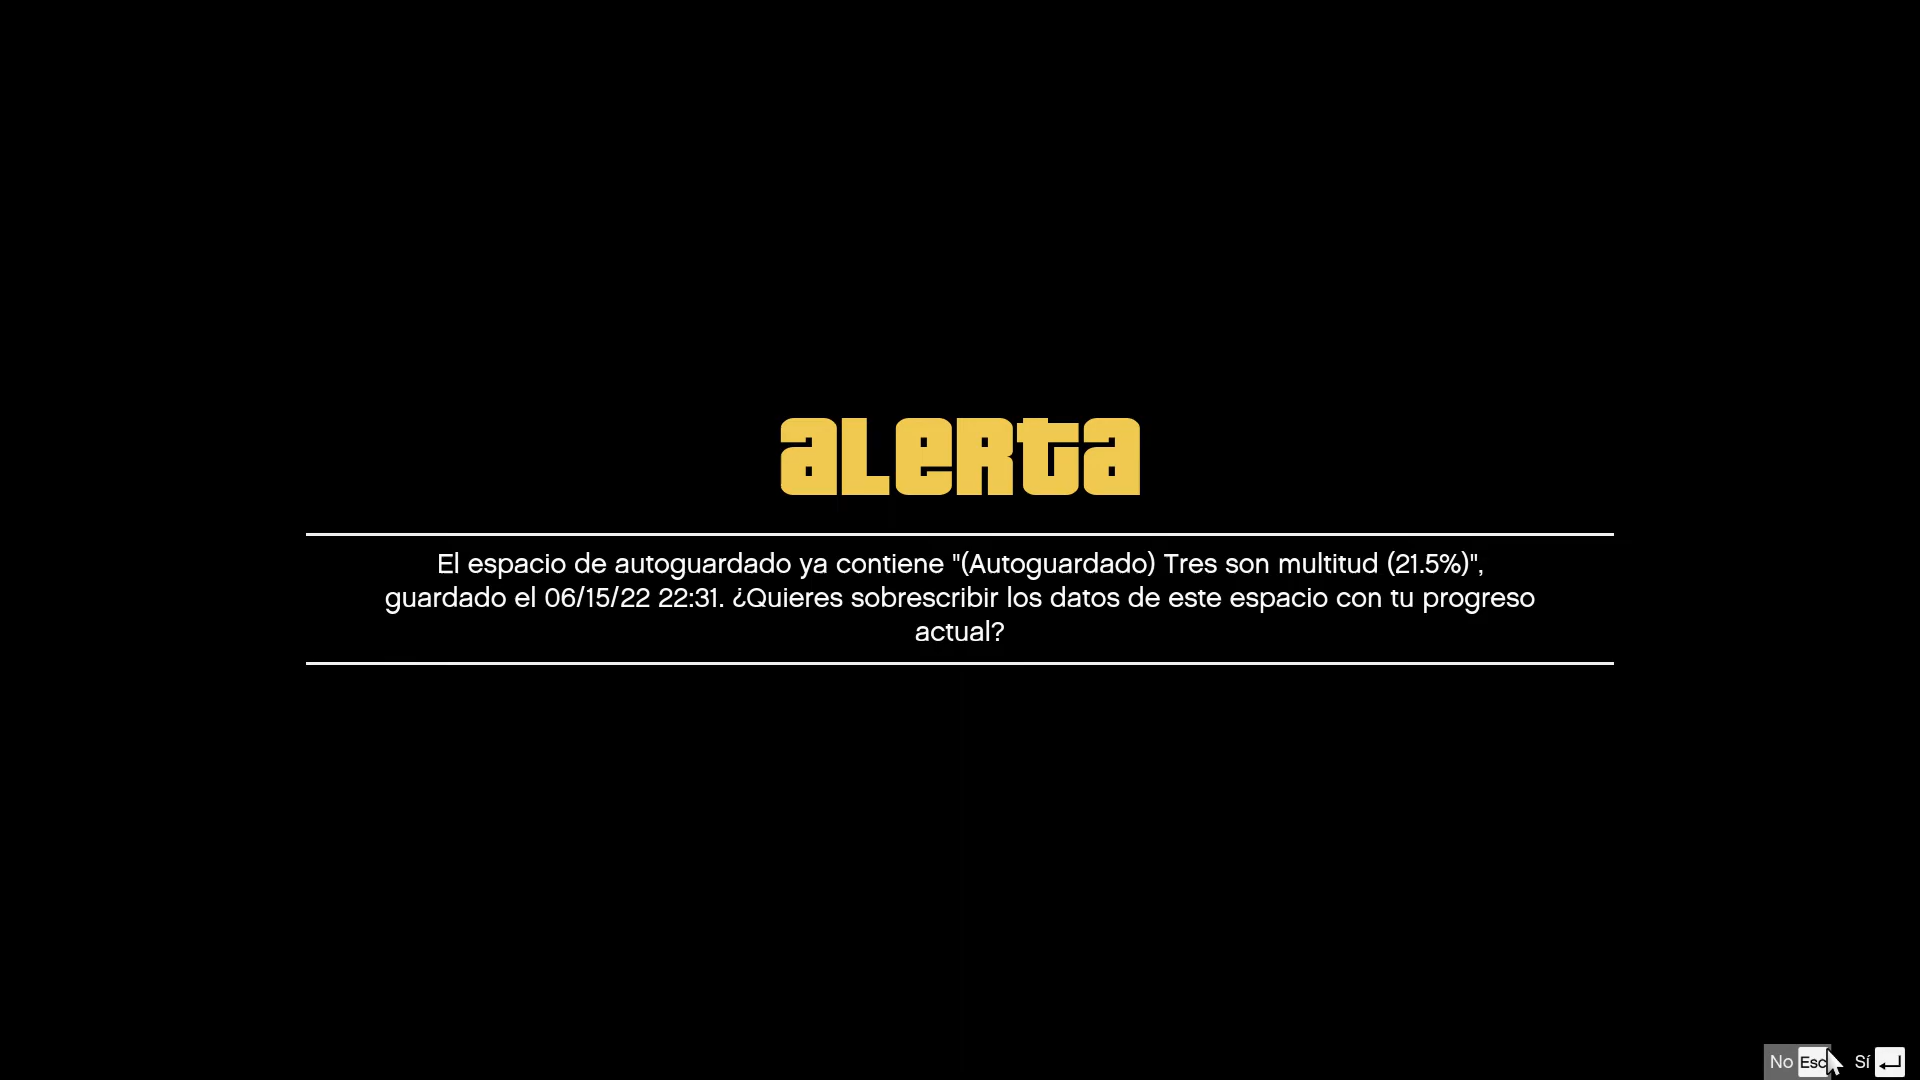 aLeRta
El espacio de autoguardado ya contiene "(Autoguardado) Tres son multitud (21.5%)",
guardado el 06/15/22 22:31. ¿Quieres sobrescribir los datos de este espacio con tu progreso
actual?
No Esc Sí